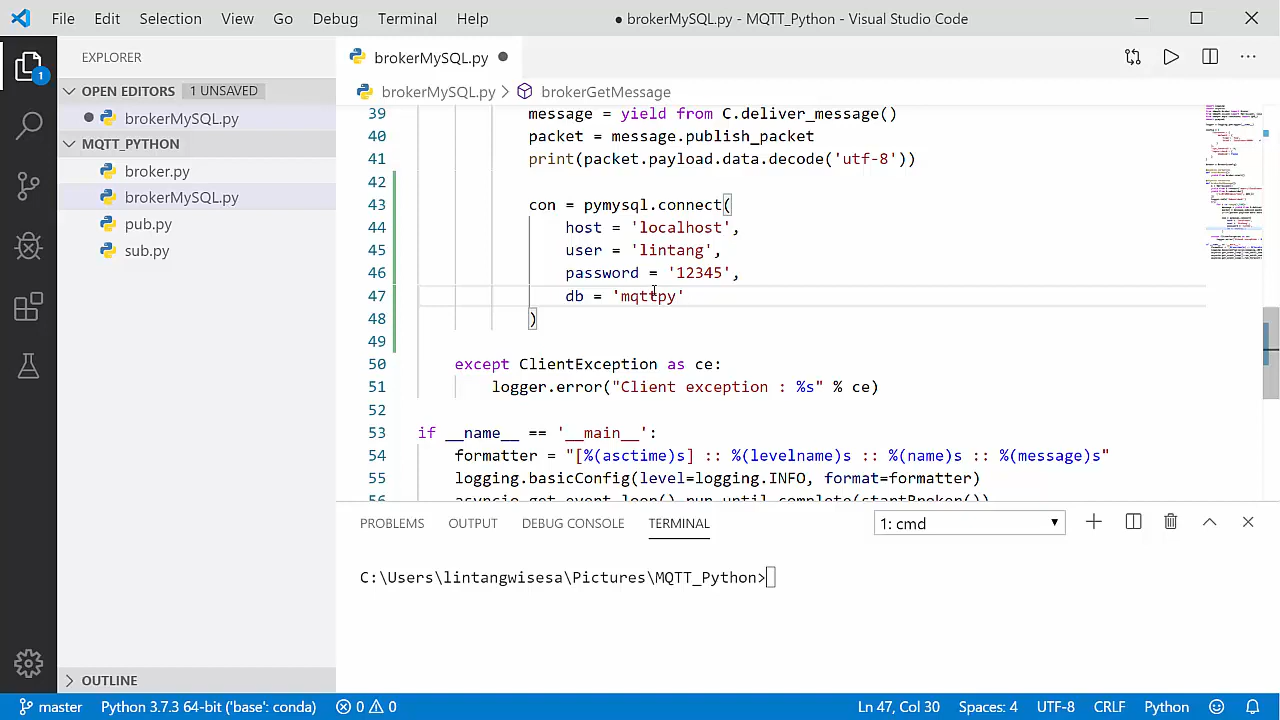 File Edit Selection View Go Debug Terminal Help ● brokerMySQL.py - MQTT_Python - Visual Studio Code
EXPLORER
OPEN EDITORS 1 UNSAVED
brokerMySQL.py
MQTT_PYTHON
broker.py
brokerMySQL.py
pub.py
sub.py
OUTLINE
1
brokerMySQL.py
brokerMySQL.py > brokerGetMessage
39 message = yield from C.deliver_message()
40 packet = message.publish_packet
41 print(packet.payload.data.decode('utf-8'))
42
43 con = pymysql.connect(
44 host = 'localhost',
45 user = 'lintang',
46 password = '12345',
47 db = 'mqttpy'
48 )
49
50 except ClientException as ce:
51 logger.error("Client exception : %s" % ce)
52
53 if __name__ == '__main__':
54 formatter = "[%(asctime)s] :: %(levelname)s :: %(name)s :: %(message)s"
55 logging.basicConfig(level=logging.INFO, format=formatter)
56 asyncio.get_event_loop().run_until_complete(startBroker())
PROBLEMS OUTPUT DEBUG CONSOLE TERMINAL 1: cmd
C:\Users\lintangwisesa\Pictures\MQTT_Python>
master Python 3.7.3 64-bit ('base': conda) 0 0 Ln 47, Col 30 Spaces: 4 UTF-8 CRLF Python